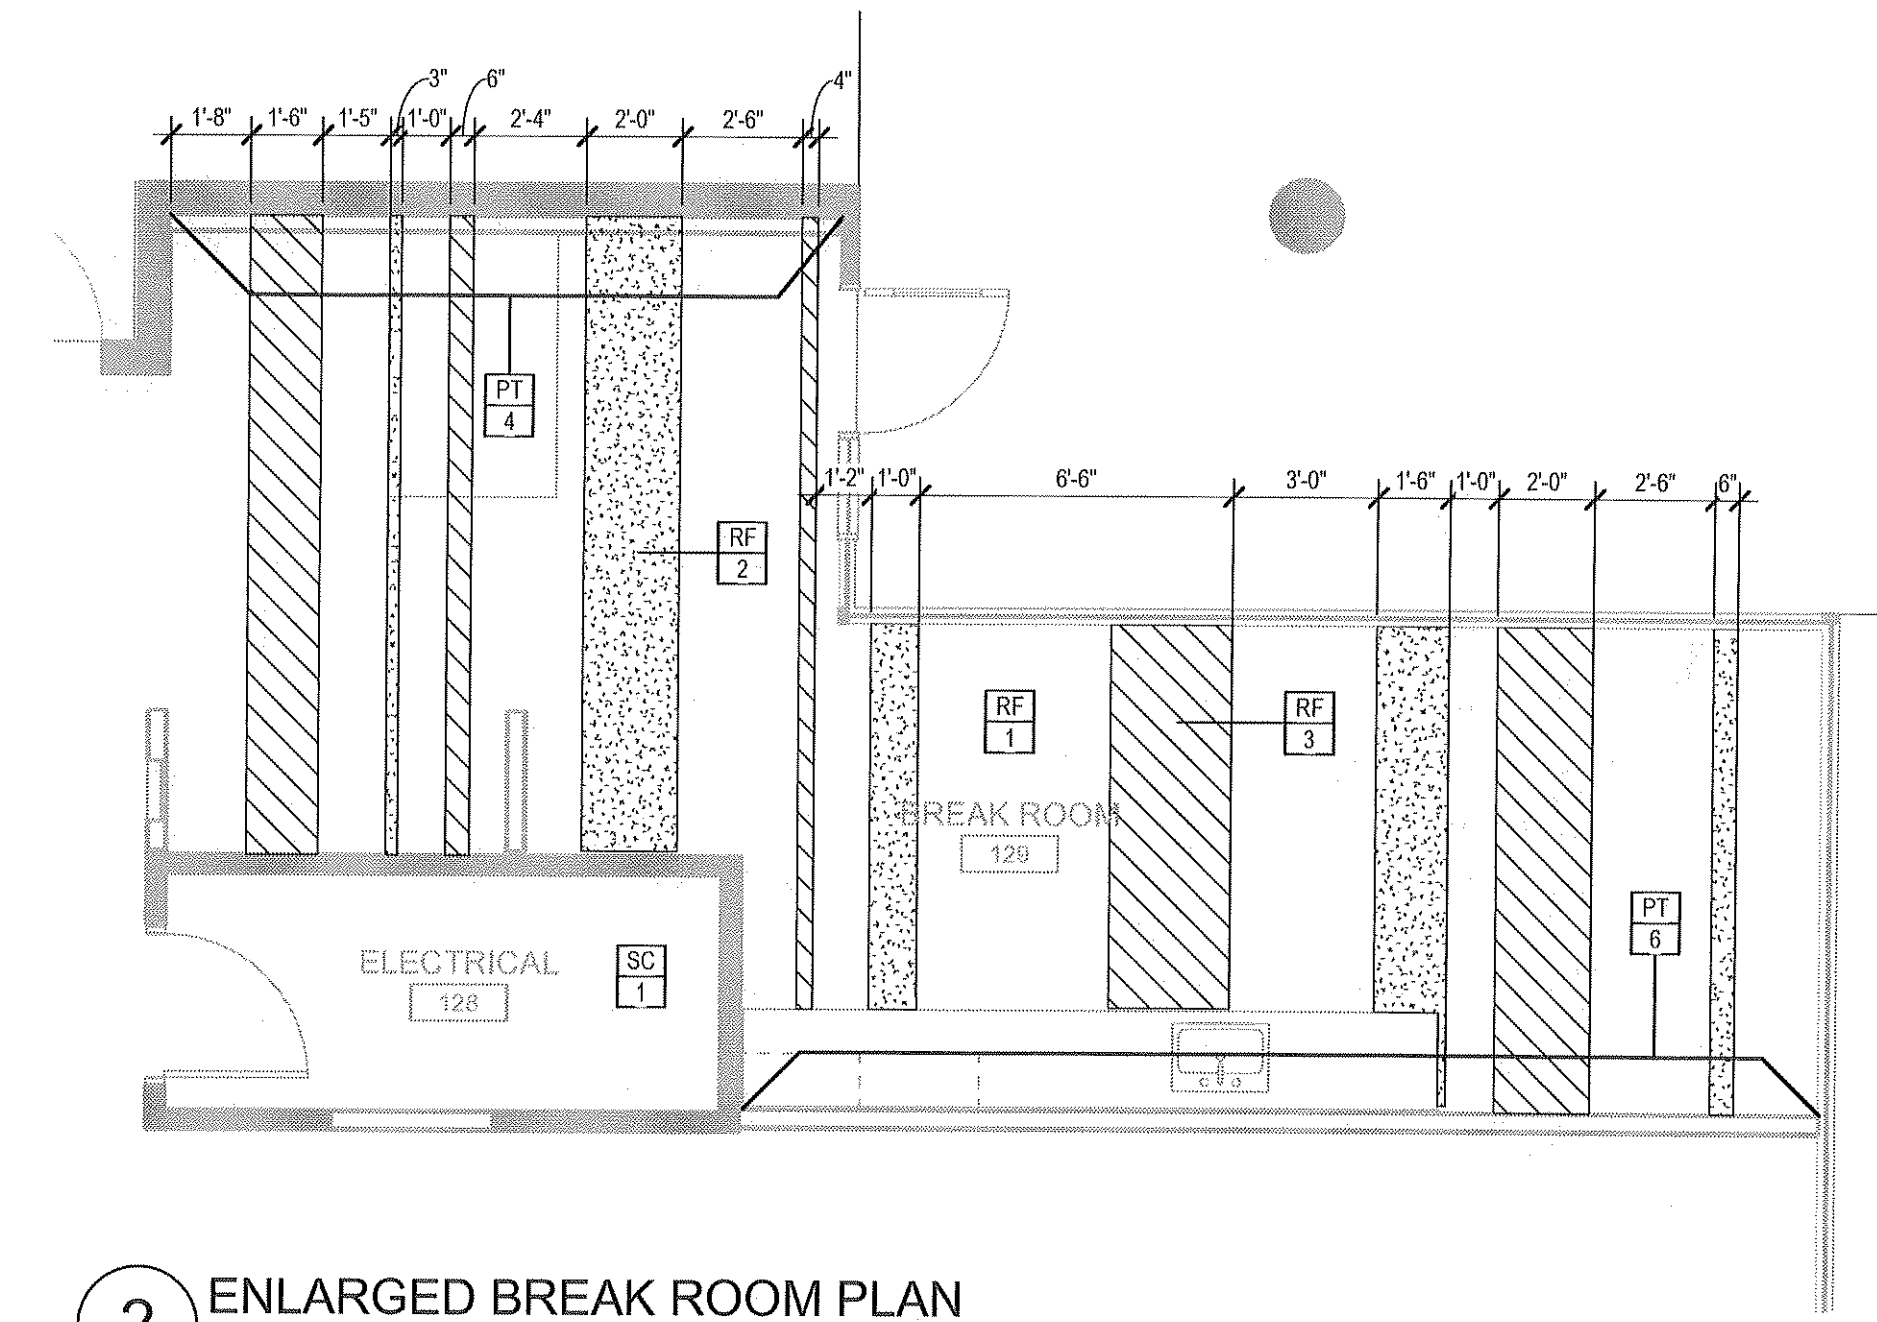 3" 6" 4"
1'-8" 1'-6" 1'-5" 1'-0" 2'-4" 2'-0" 2'-6"
PT
4
1'-2" 1'-0" 6'-6" 3'-0" 1'-6" 1'-0" 2'-0" 2'-6" 6"
RF
2
RF
1
RF
3
BREAK ROOM
129
PT
6
ELECTRICAL
128
SC
1
2 ENLARGED BREAK ROOM PLAN